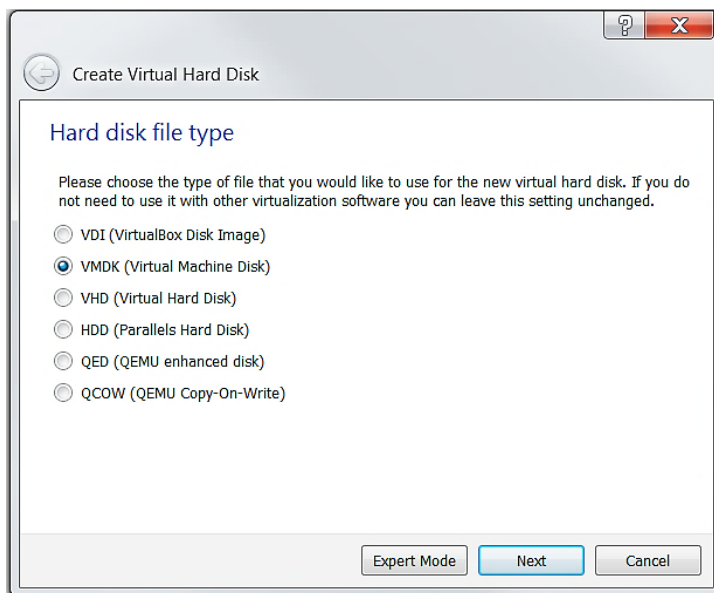 Create Virtual Hard Disk
Hard disk file type
Please choose the type of file that you would like to use for the new virtual hard disk. If you do
not need to use it with other virtualization software you can leave this setting unchanged.
VDI (VirtualBox Disk Image)
VMDK (Virtual Machine Disk)
VHD (Virtual Hard Disk)
HDD (Parallels Hard Disk)
QED (QEMU enhanced disk)
QCOW (QEMU Copy-On-Write)
Expert Mode Next Cancel